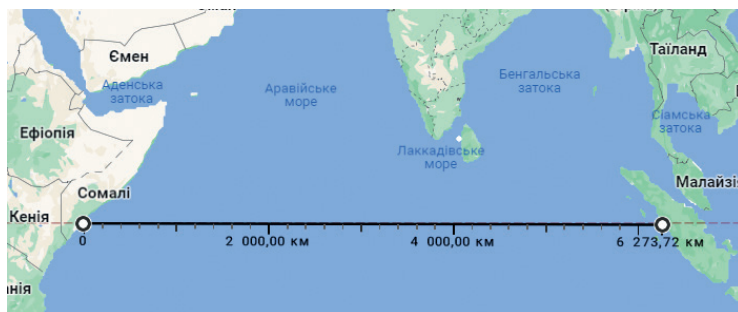 Ємен
Таїланд
Аденська
затока
Аравійське
море
Бенгальська
затока
Сіамська
затока
Ефіопія
Лаккадівське
море
Сомалі
Малайзі
Кенія
0
2 000,00 км
4 000,00 км
6 273,72 км
нія